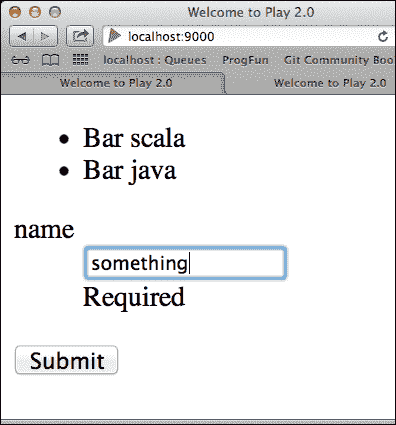 Welcome to Play 2.0
localhost:9000
localhost : Queues ProgFun Git Community Boo
Welcome to Play 2.0 Welcome to Play 2.0
Bar scala
Bar java
name
something
Required
Submit